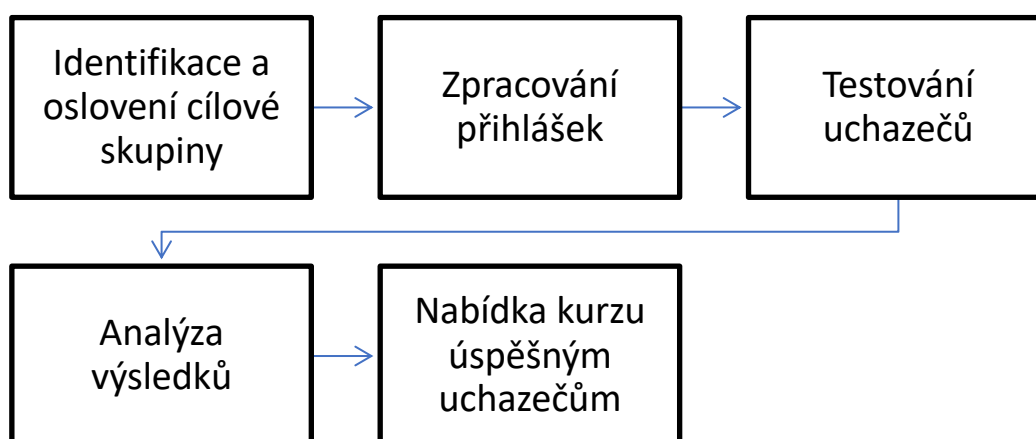 Identifikace a
oslovení cílové
skupiny
Zpracování
přihlášek
Testování
uchazečů
Analýza
výsledků
Nabídka kurzu
úspěšným
uchazečům